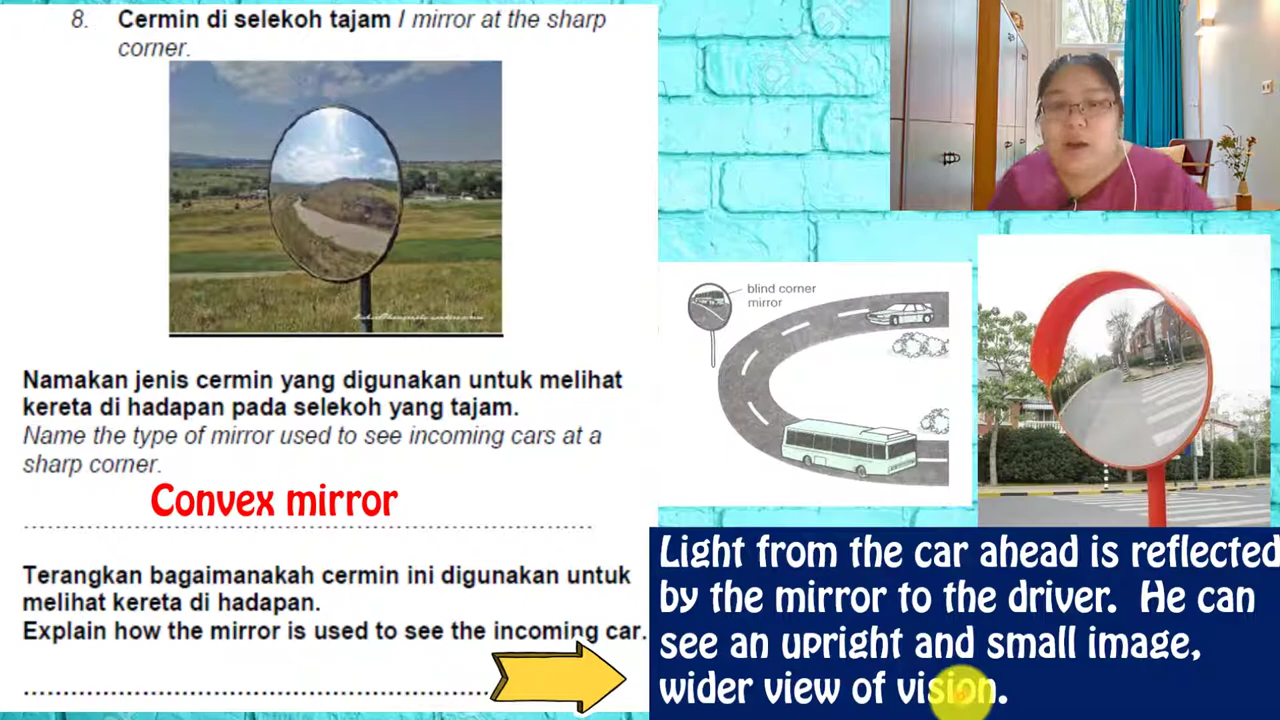 8. Cermin di selekoh tajam / mirror at the sharp
corner.
Namakan jenis cermin yang digunakan untuk melihat
kereta di hadapan pada selekoh yang tajam.
Name the type of mirror used to see incoming cars at a
sharp corner.
Convex mirror
Terangkan bagaimanakah cermin ini digunakan untuk
melihat kereta di hadapan.
Explain how the mirror is used to see the incoming car.
blind corner
mirror
Light from the car ahead is reflected
by the mirror to the driver. He can
see an upright and small image,
wider view of vision.